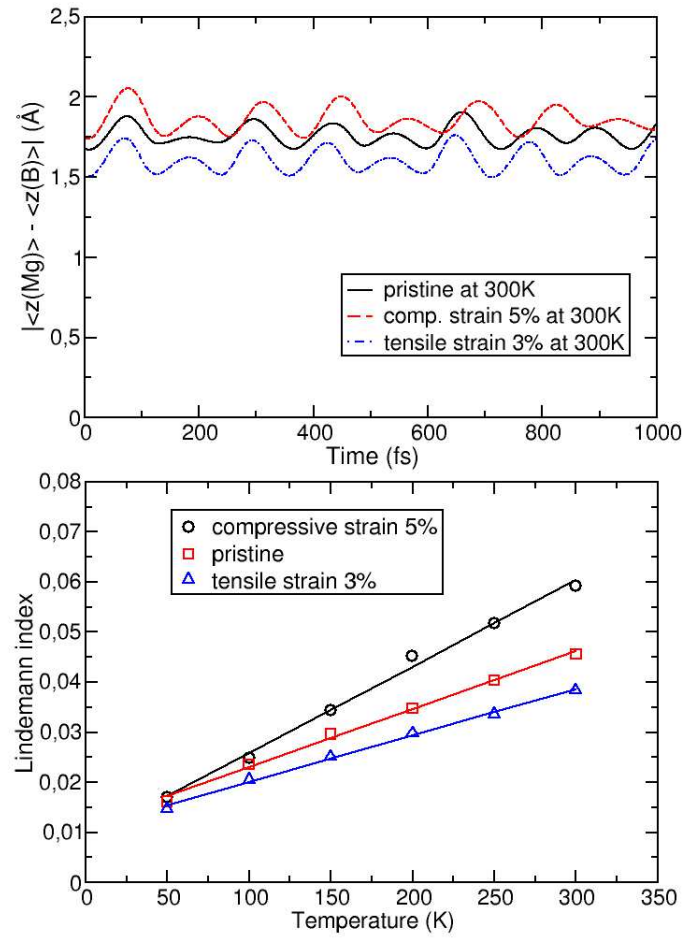 2,5
2
1,5
1
0,5
0
|<z(Mg)> - <z(B)>| (Å)
pristine at 300K
comp. strain 5% at 300K
tensile strain 3% at 300K
0 200 400 600 800 1000
Time (fs)
0,08
0,07
0,06
0,05
0,04
0,03
0,02
0,01
0
Lindemann index
compressive strain 5%
pristine
tensile strain 3%
0 50 100 150 200 250 300 350
Temperature (K)